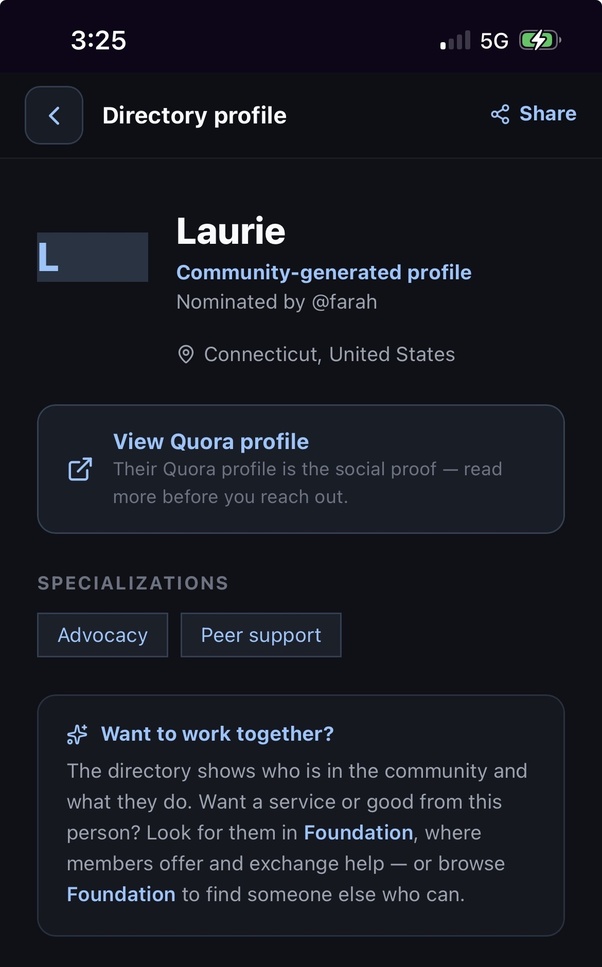 3:25
5G
Directory profile
Share
L
Laurie
Community-generated profile
Nominated by @farah
Connecticut, United States
View Quora profile
Their Quora profile is the social proof — read
more before you reach out.
SPECIALIZATIONS
Advocacy
Peer support
Want to work together?
The directory shows who is in the community and
what they do. Want a service or good from this
person? Look for them in Foundation, where
members offer and exchange help — or browse
Foundation to find someone else who can.